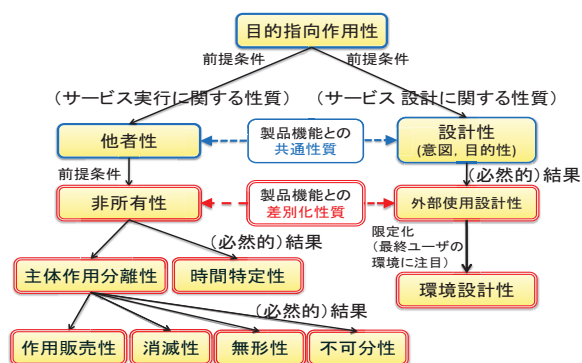 目的指向作用性
前提条件
前提条件
（サービス実行に関する性質）
（サービス 設計に関する性質）
他者性
製品機能との
共通性質
設計性
(意図, 目的性)
前提条件
（必然的）結果
非所有性
製品機能との
差別化性質
外部使用設計性
（必然的）結果
限定化
（最終ユーザの
環境に注目）
主体作用分離性
時間特定性
環境設計性
（必然的）結果
作用販売性
消滅性
無形性
不可分性